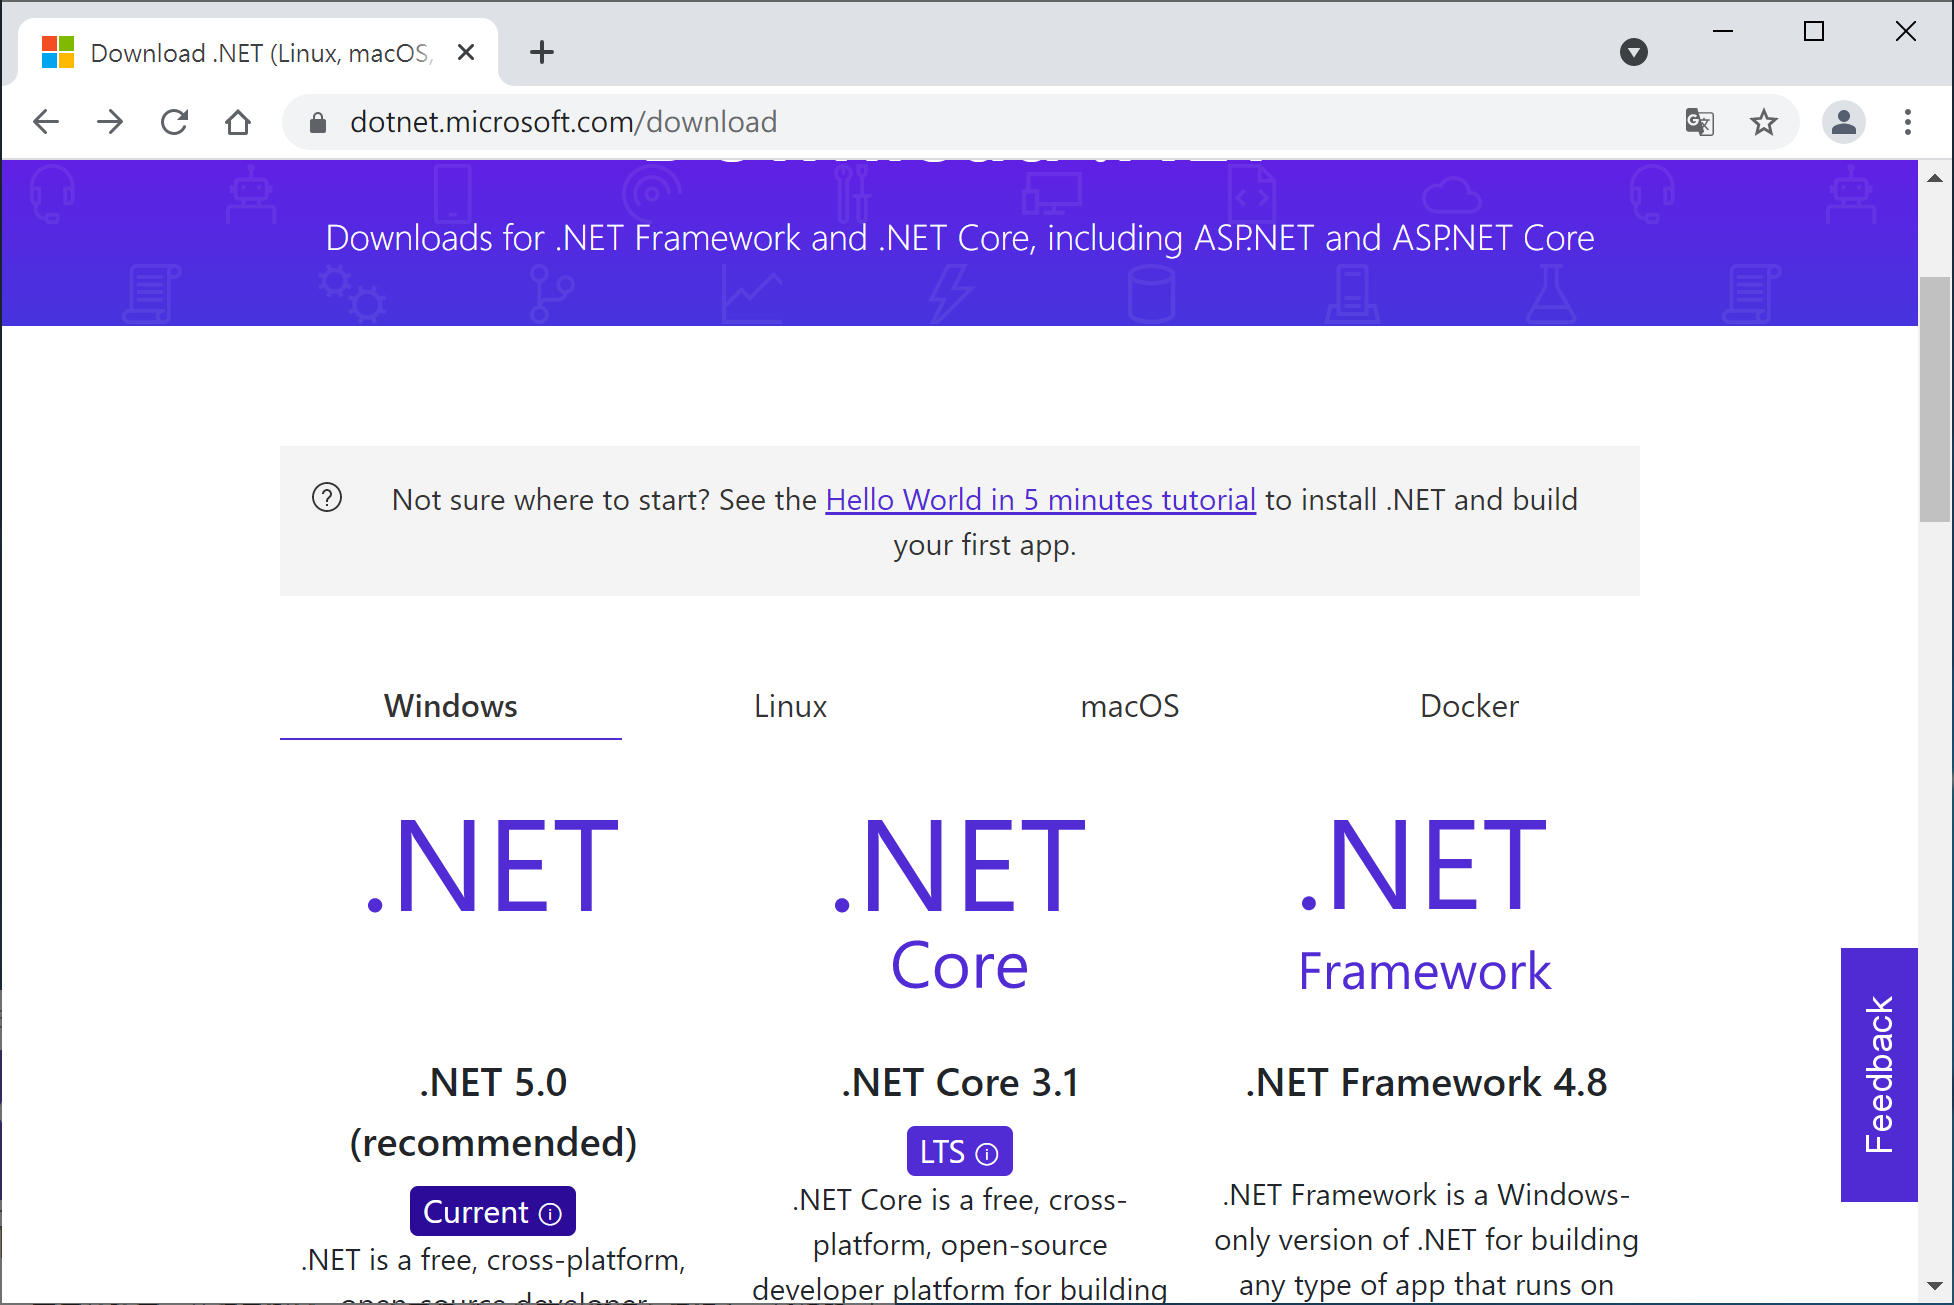 Download .NET (Linux, macOS,
dotnet.microsoft.com/download
Downloads for .NET Framework and .NET Core, including ASP.NET and ASP.NET Core
Not sure where to start? See the Hello World in 5 minutes tutorial to install .NET and build
your first app.
Windows
Linux
macOS
Docker
.NET
.NET
Core
.NET
Framework
.NET 5.0
(recommended)
Current
.NET is a free, cross-platform,
open-source developer
.NET Core 3.1
LTS
.NET Core is a free, cross-
platform, open-source
developer platform for building
.NET Framework 4.8
.NET Framework is a Windows-
only version of .NET for building
any type of app that runs on
Feedback